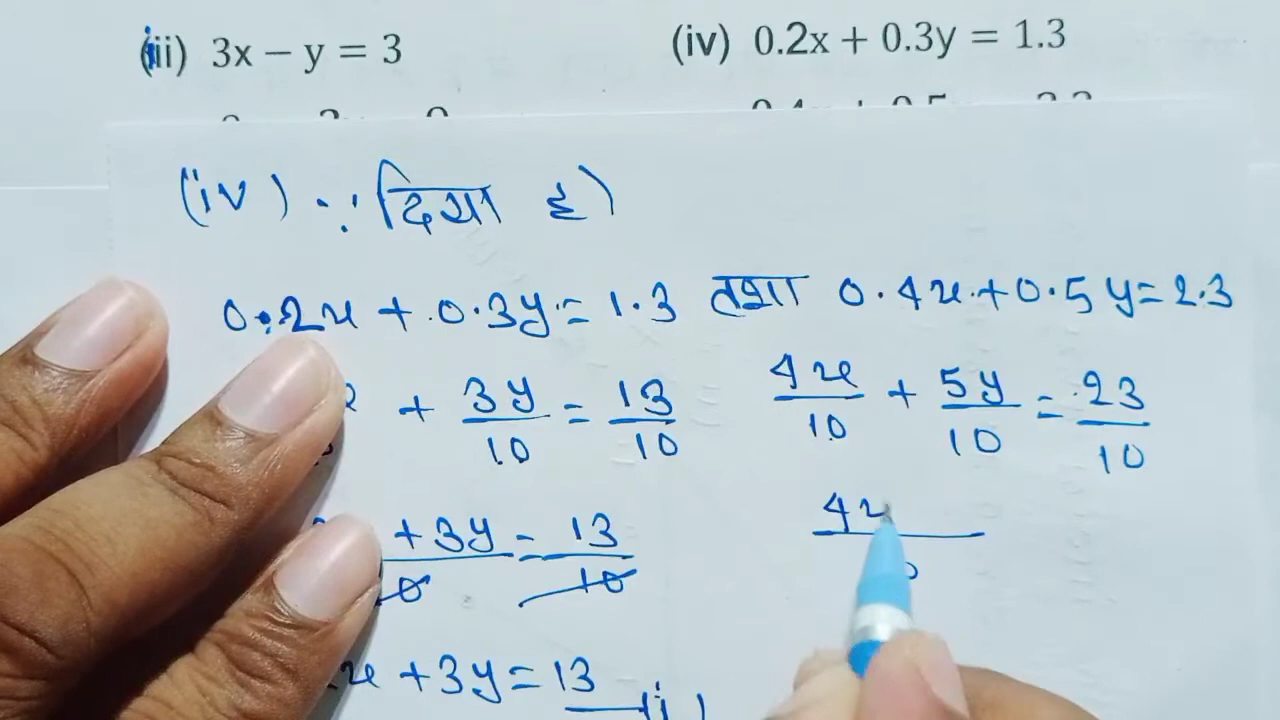 (iii) 3x − y = 3 (iv) 0.2x + 0.3y = 1.3
(iv) ∵ दिया है)
0.2x + 0.3y = 1.3 तथा 0.4x + 0.5y = 2.3
+ 3y/10 = 13/10 4x/10 + 5y/10 = 23/10
+3y = 13/10 4x
x + 3y = 13 —(i)